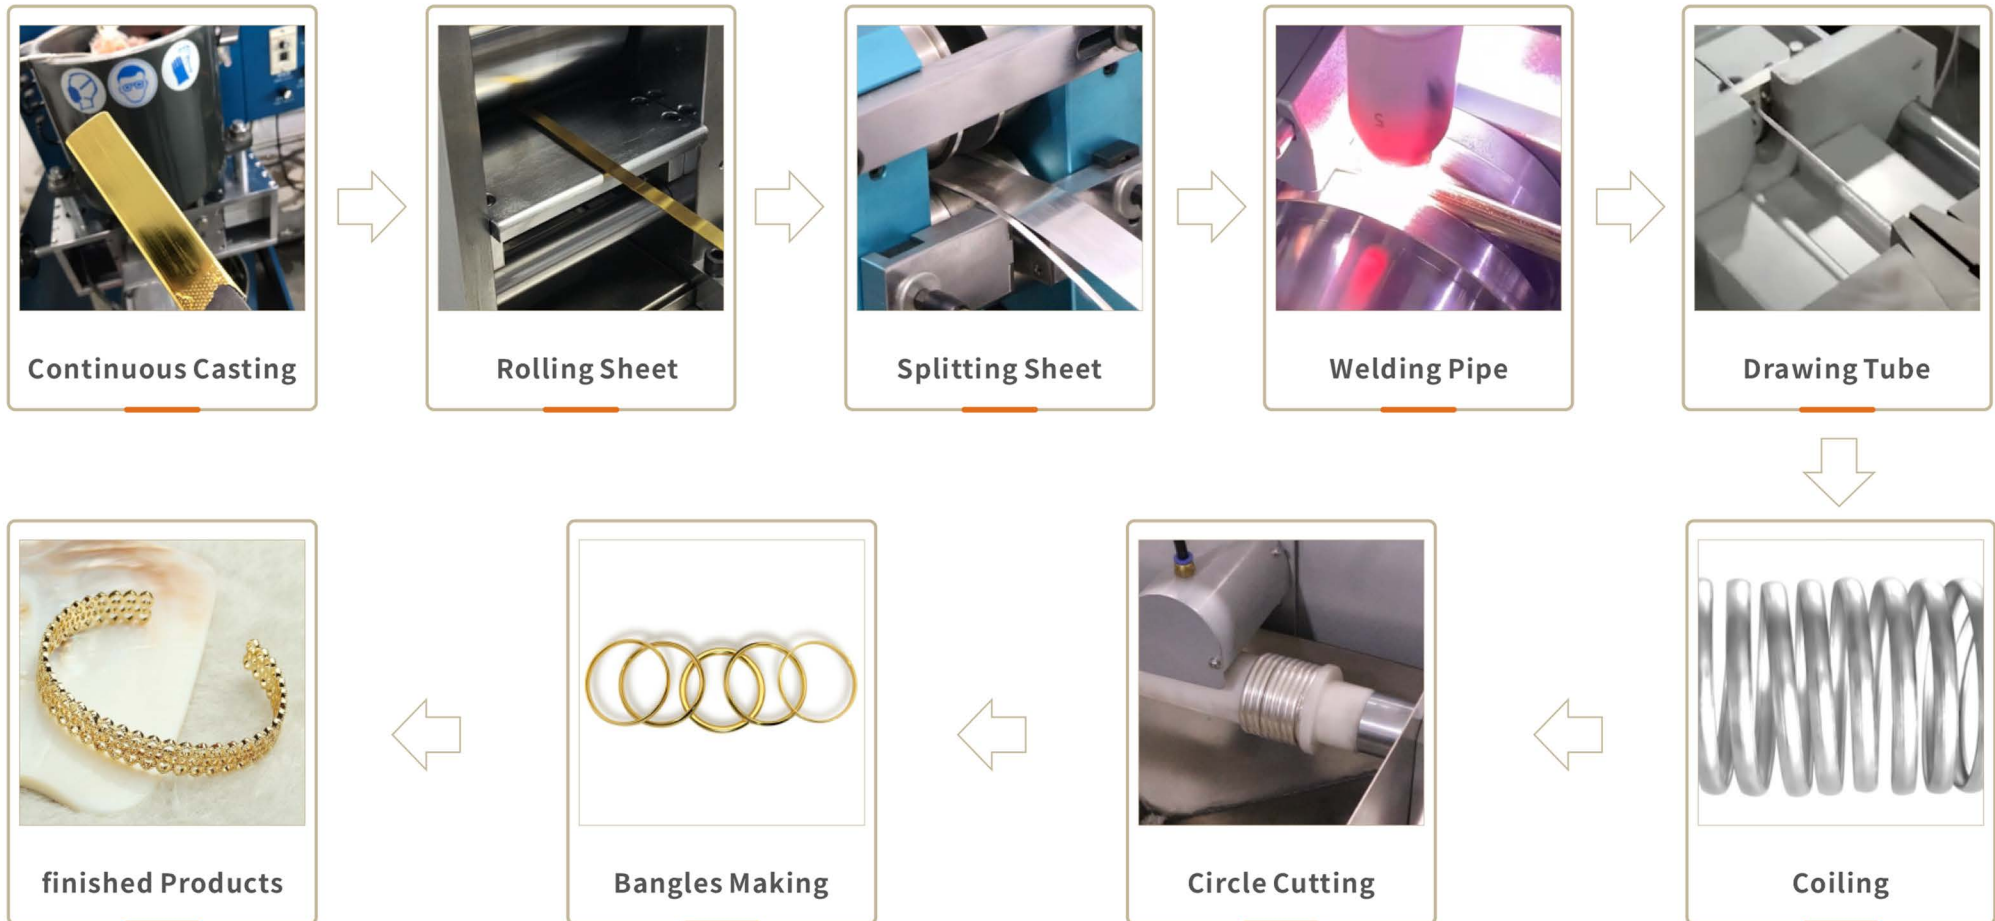 Continuous Casting
Rolling Sheet
Splitting Sheet
Welding Pipe
Drawing Tube
Coiling
Circle Cutting
Bangles Making
finished Products